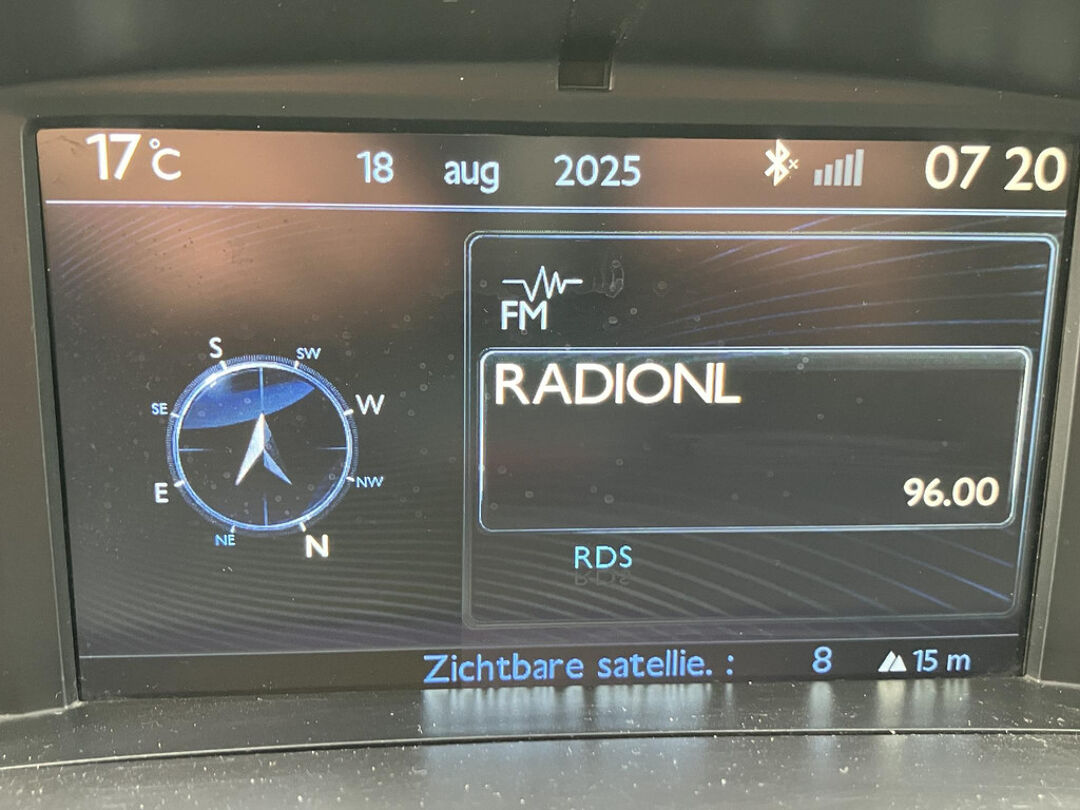 17 °C 18 aug 2025 07 20
FM
RADIONL
96.00
RDS
S SW
SE W
E NW
NE N
Zichtbare satellie. : 8 15 m